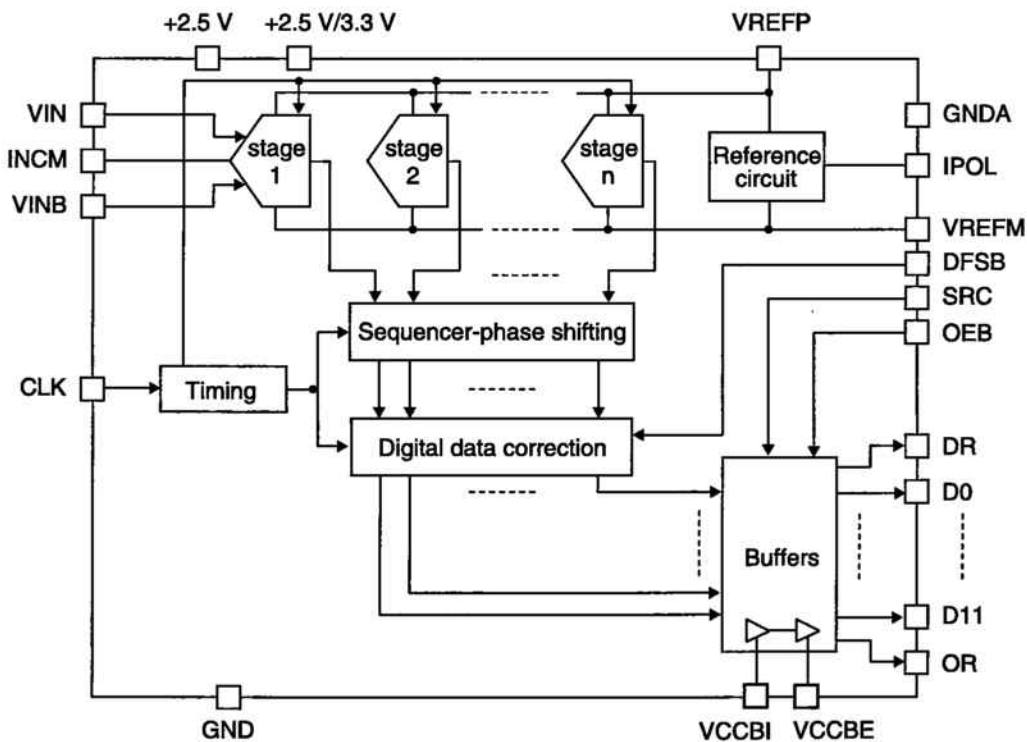 +2.5 V
+2.5 V/3.3 V
VREFP
VIN
INCM
VINB
stage
1
stage
2
stage
n
Reference
circuit
GNDA
IPOL
VREFM
DFSB
SRC
OEB
Sequencer-phase shifting
CLK
Timing
Digital data correction
DR
D0
Buffers
D11
OR
GND
VCCBI
VCCBE